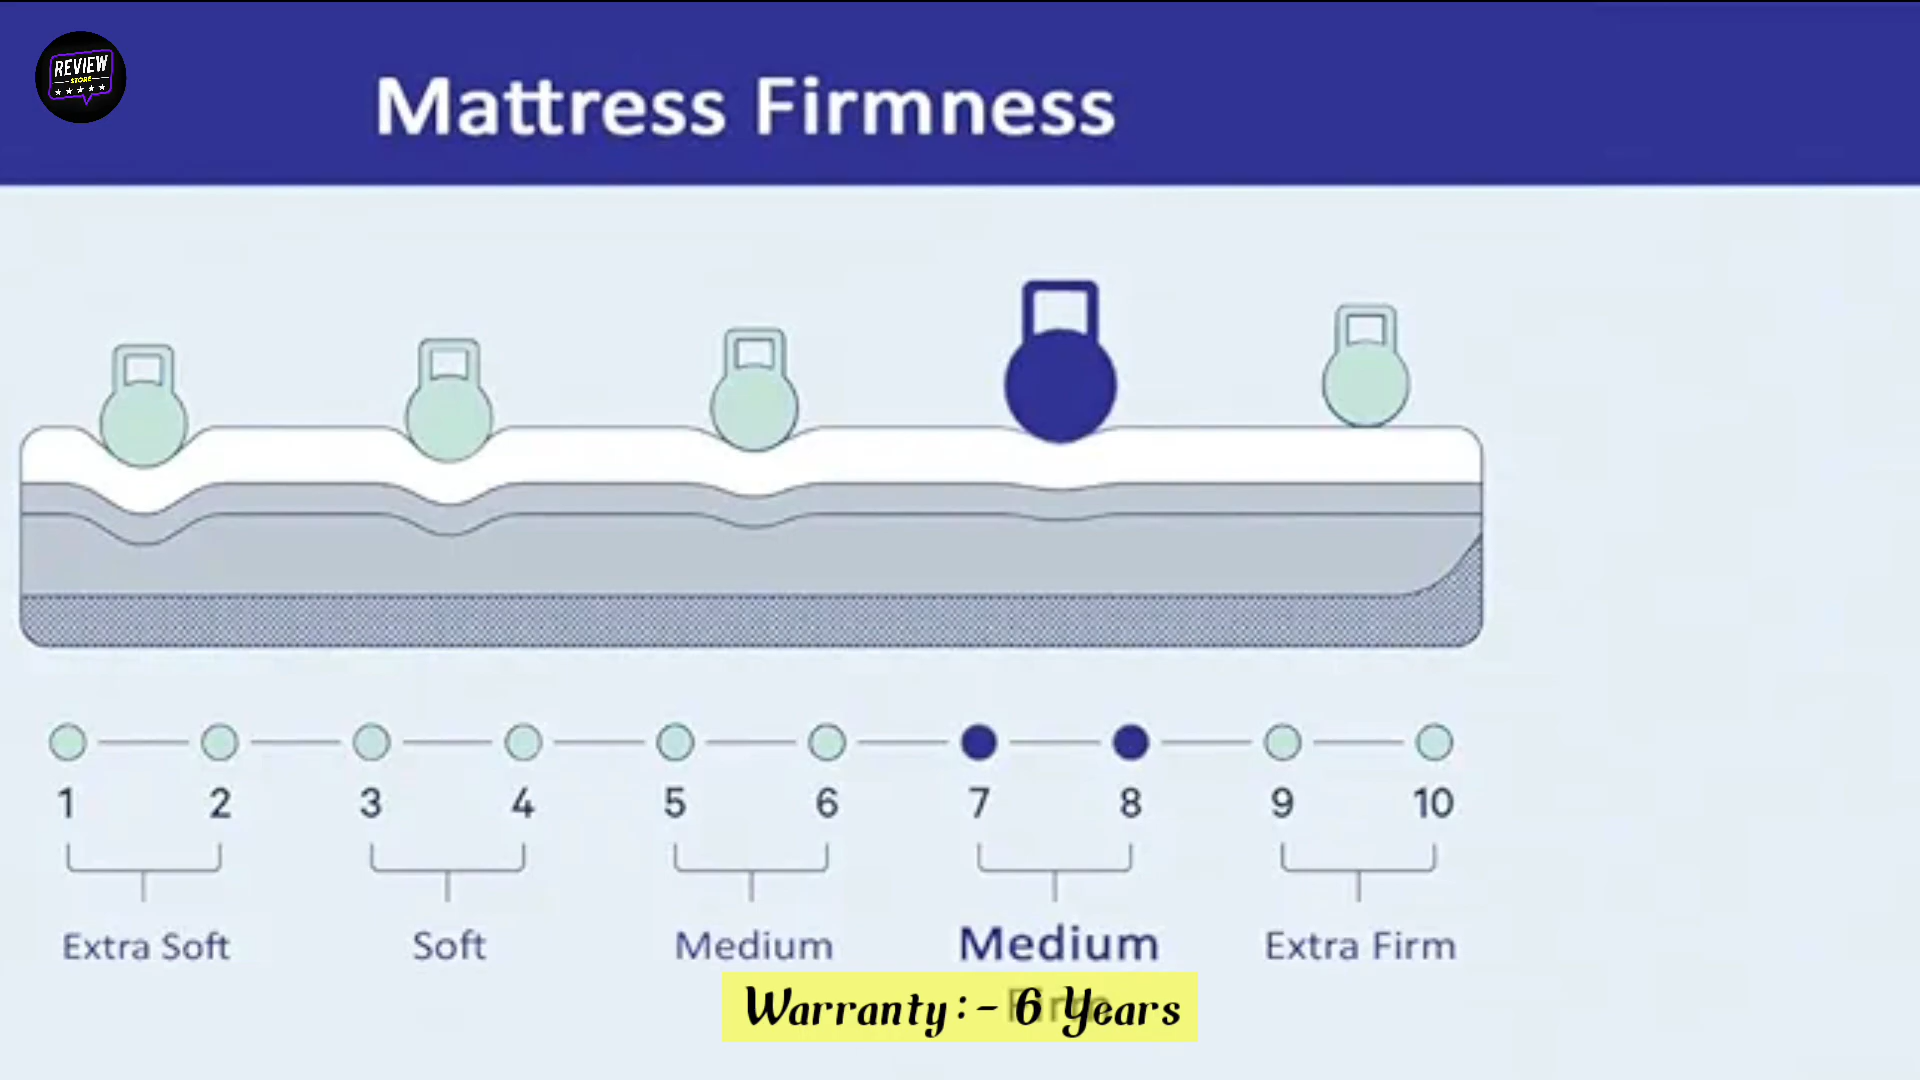 REVIEW
STORE
Mattress Firmness
1 2 3 4 5 6 7 8 9 10
Extra Soft Soft Medium Medium Extra Firm
Firm
Warranty:- 6 Years